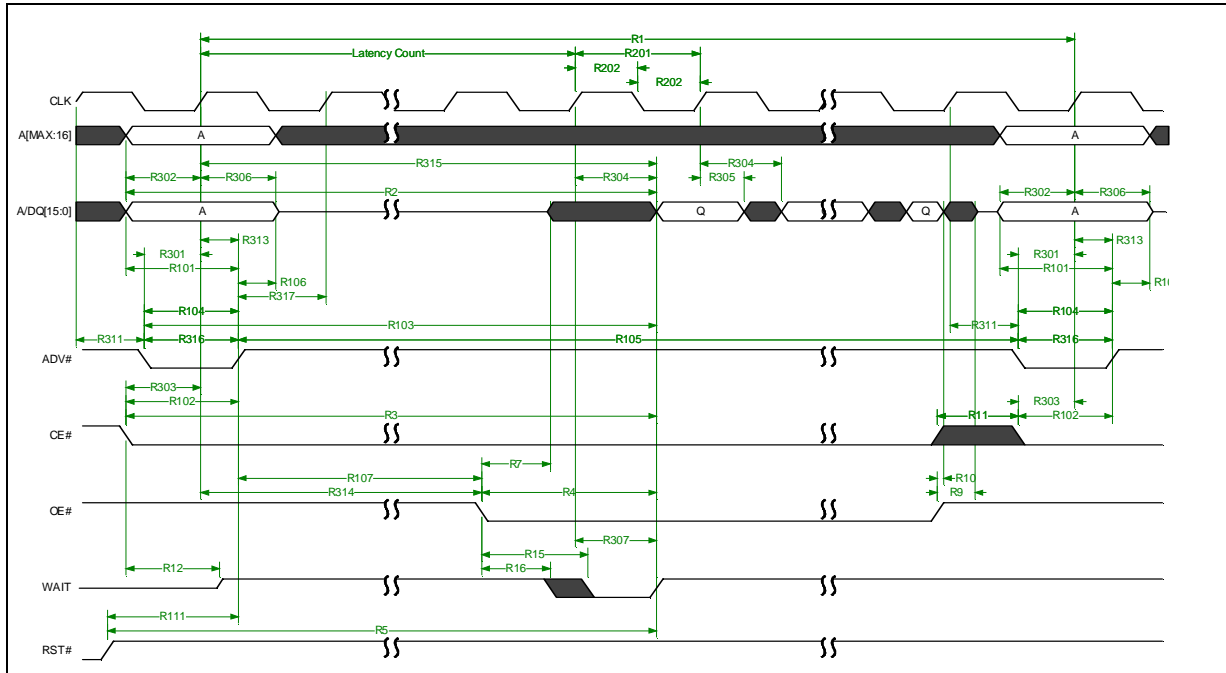 R1
Latency Count R201
R202
R202
CLK
A[MAX:16] A A
R315 R304
R302 R306 R304 R305 R302 R306
R2
A/DQ[15:0] A Q Q A
R313 R313
R301 R301
R101 R101
R106 R10
R317
R104 R104
R103
R311 R316 R105 R311 R316
ADV#
R303 R303
R102 R3 R11 R102
CE#
R7
R107 R10
R314 R4 R9
OE#
R307
R15
R12 R16
WAIT
R111
R5
RST#